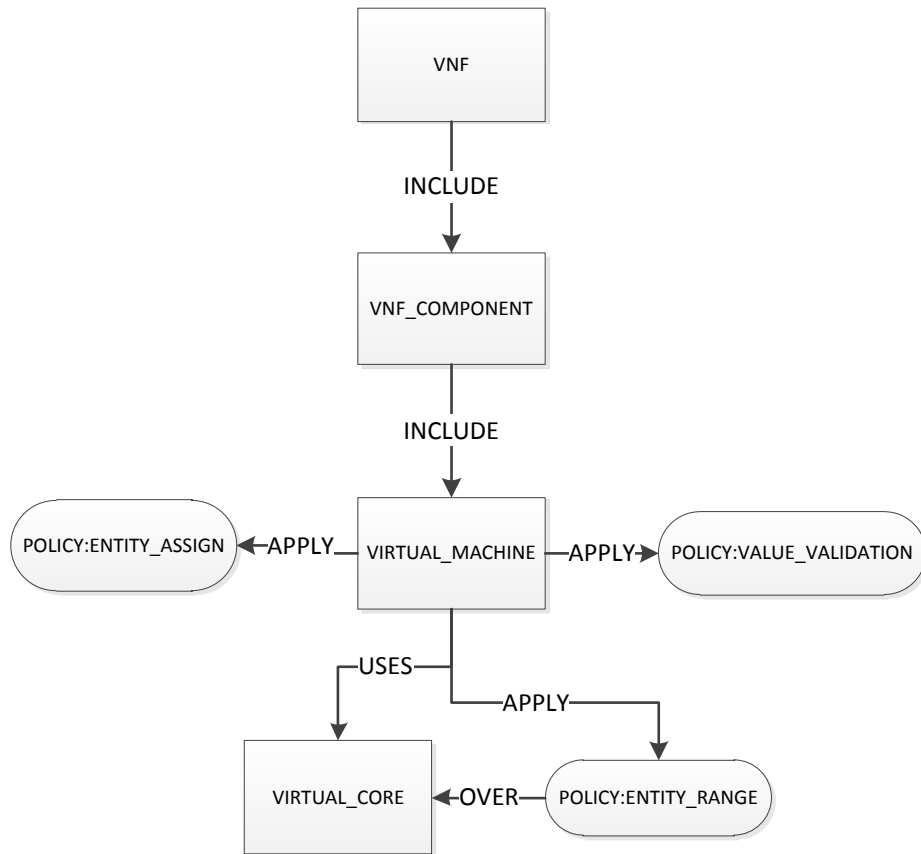 VNF
INCLUDE
VNF_COMPONENT
INCLUDE
POLICY:ENTITY_ASSIGN
APPLY
VIRTUAL_MACHINE
APPLY
POLICY:VALUE_VALIDATION
USES
APPLY
VIRTUAL_CORE
OVER
POLICY:ENTITY_RANGE